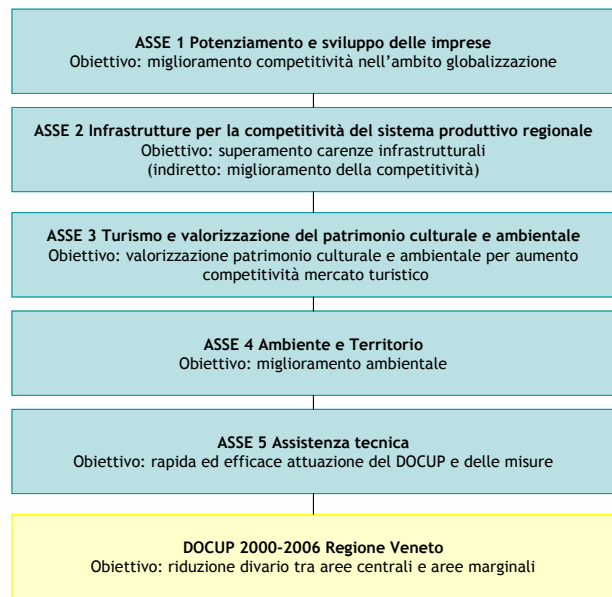 ASSE 1 Potenziamento e sviluppo delle imprese
Obiettivo: miglioramento competitività nell'ambito globalizzazione
ASSE 2 Infrastrutture per la competitività del sistema produttivo regionale
Obiettivo: superamento carenze infrastrutturali
(indiretto: miglioramento della competitività)
ASSE 3 Turismo e valorizzazione del patrimonio culturale e ambientale
Obiettivo: valorizzazione patrimonio culturale e ambientale per aumento
competitività mercato turistico
ASSE 4 Ambiente e Territorio
Obiettivo: miglioramento ambientale
ASSE 5 Assistenza tecnica
Obiettivo: rapida ed efficace attuazione del DOCUP e delle misure
DOCUP 2000-2006 Regione Veneto
Obiettivo: riduzione divario tra aree centrali e aree marginali